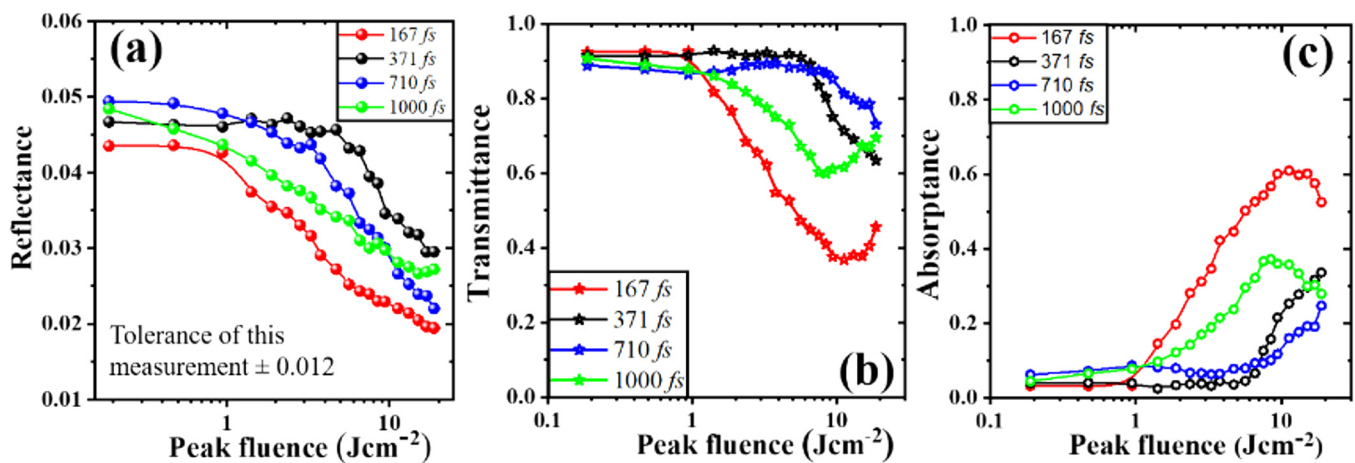 (a)
167 fs
371 fs
710 fs
1000 fs
0.06
0.05
0.04
0.03
0.02
0.01
Reflectance
Tolerance of this
measurement ± 0.012
1
10
Peak fluence (Jcm-2)
1.0
0.8
0.6
0.4
0.2
0.0
Transmittance
167 fs
371 fs
710 fs
1000 fs
(b)
0.1
1
10
Peak fluence (Jcm-2)
167 fs
371 fs
710 fs
1000 fs
(c)
1.0
0.8
0.6
0.4
0.2
0.0
Absorptance
0.1
1
10
Peak fluence (Jcm-2)